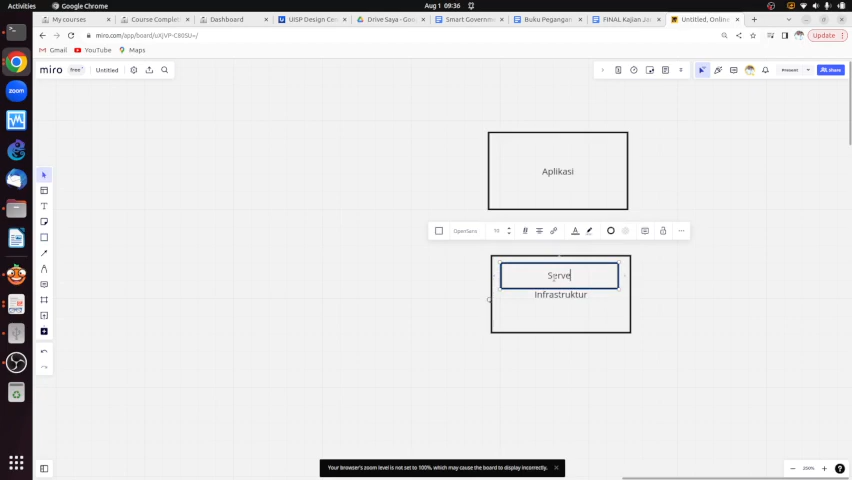 Activities
Google Chrome
Aug 1 09:36
My courses
Course Complet
Dashboard
UISP Design Cen
Drive Saya - Goo
Smart Governme
Buku Pegangan
FINAL Kajian Ja
Untitled, Online
miro.com/app/board/uXjVP-C80SU=/
Update
Gmail
YouTube
Maps
miro
free
Untitled
Present
Share
zoom
Aplikasi
OpenSans
Serve
Infrastruktur
Your browser's zoom level is not set to 100%, which may cause the board to display incorrectly.
250%